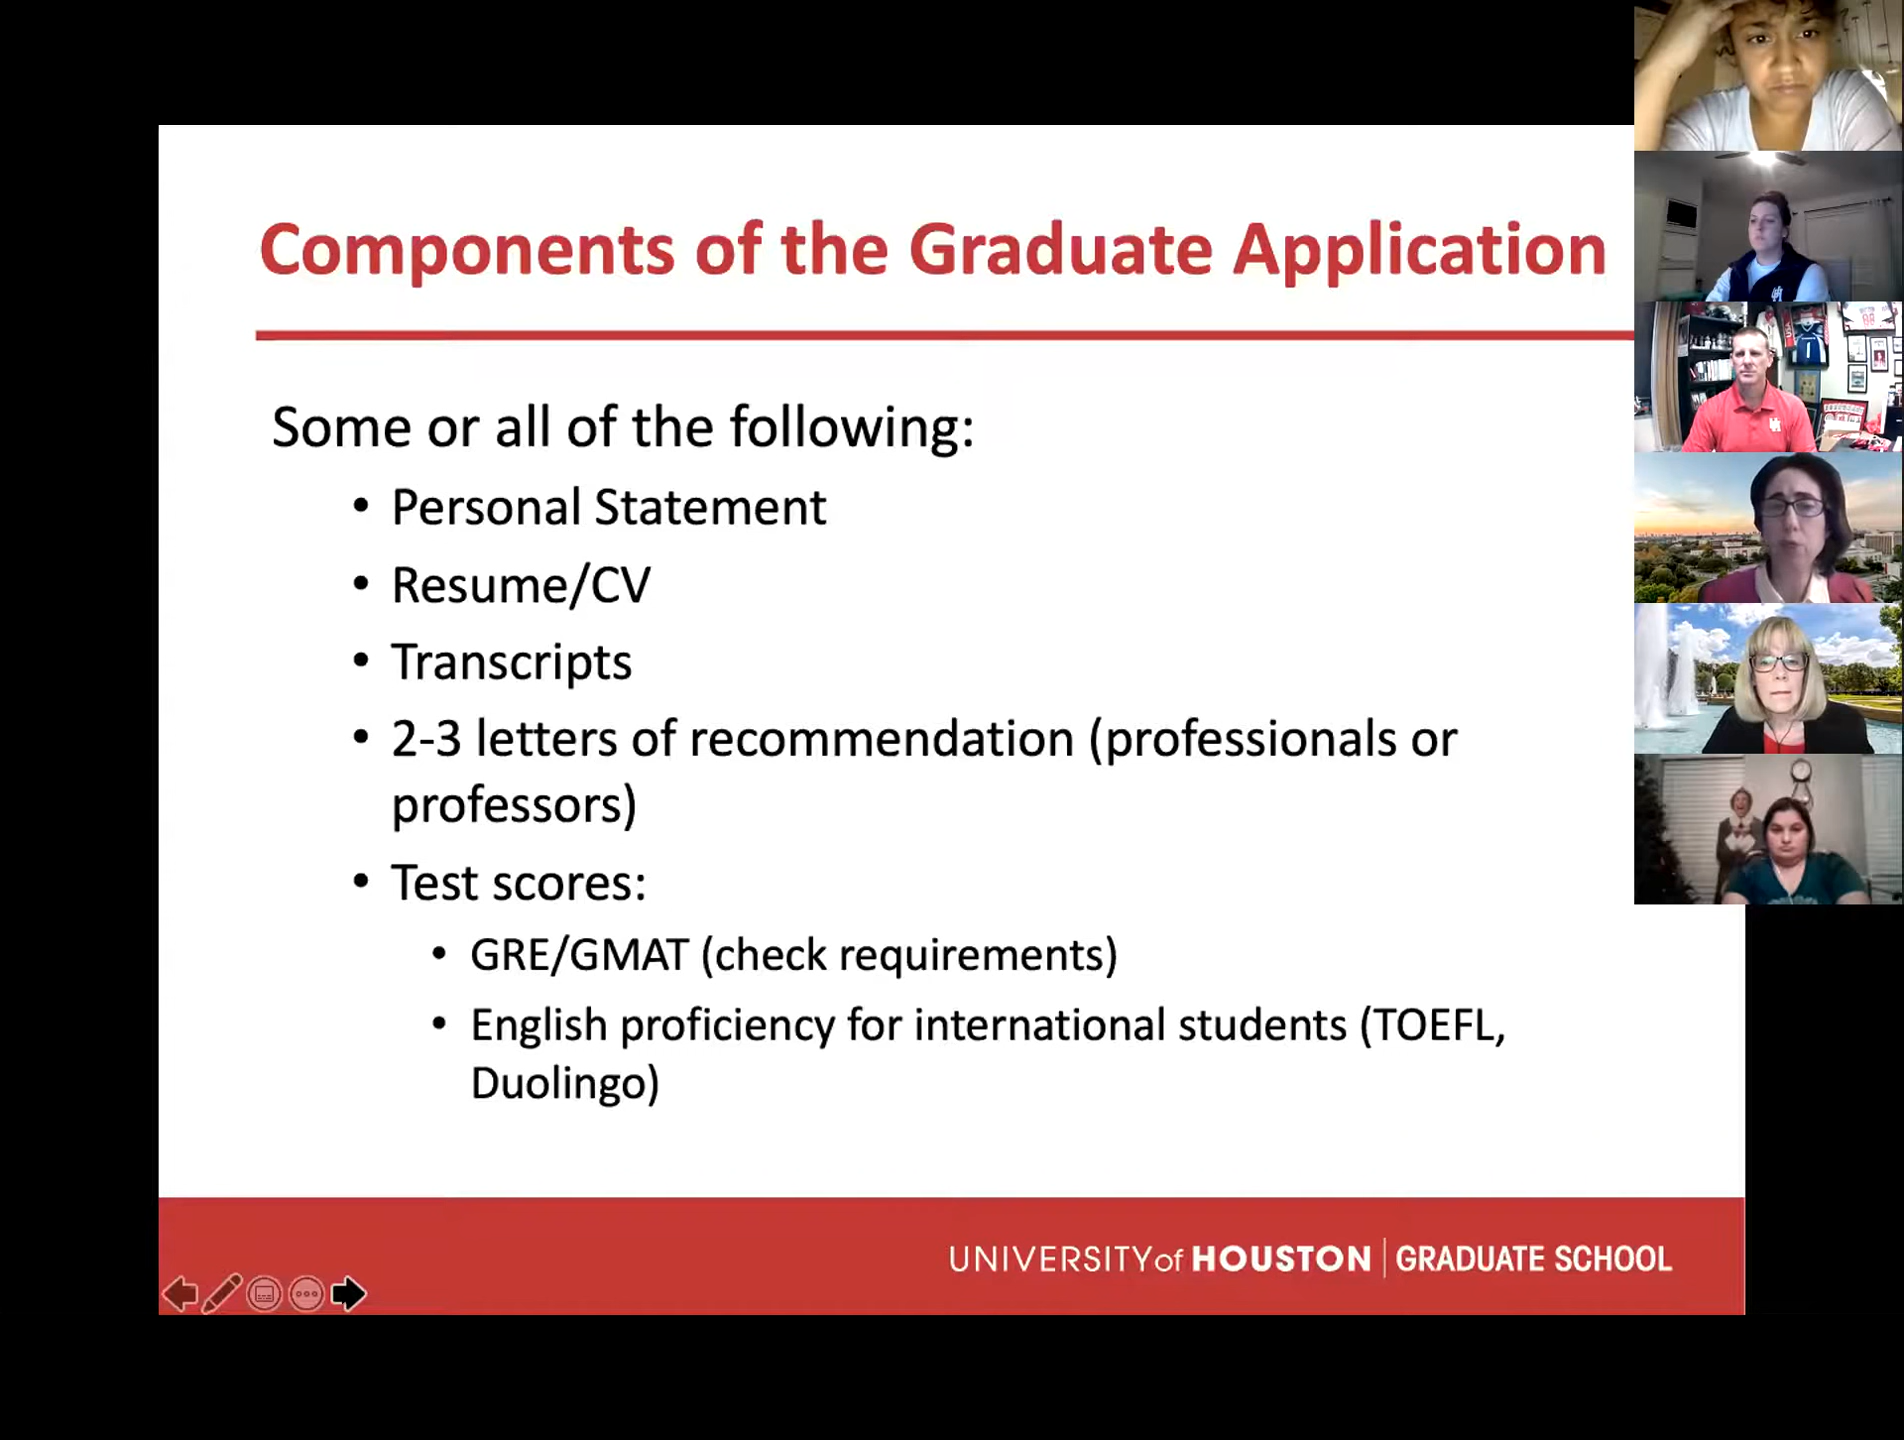 Components of the Graduate Application
Some or all of the following:
• Personal Statement
• Resume/CV
• Transcripts
• 2-3 letters of recommendation (professionals or
professors)
• Test scores:
• GRE/GMAT (check requirements)
• English proficiency for international students (TOEFL,
Duolingo)
UNIVERSITY of HOUSTON | GRADUATE SCHOOL